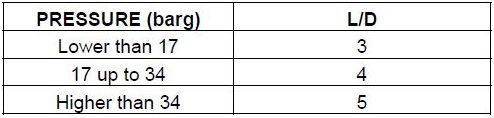 PRESSURE (barg) L/D
Lower than 17 3
17 up to 34 4
Higher than 34 5